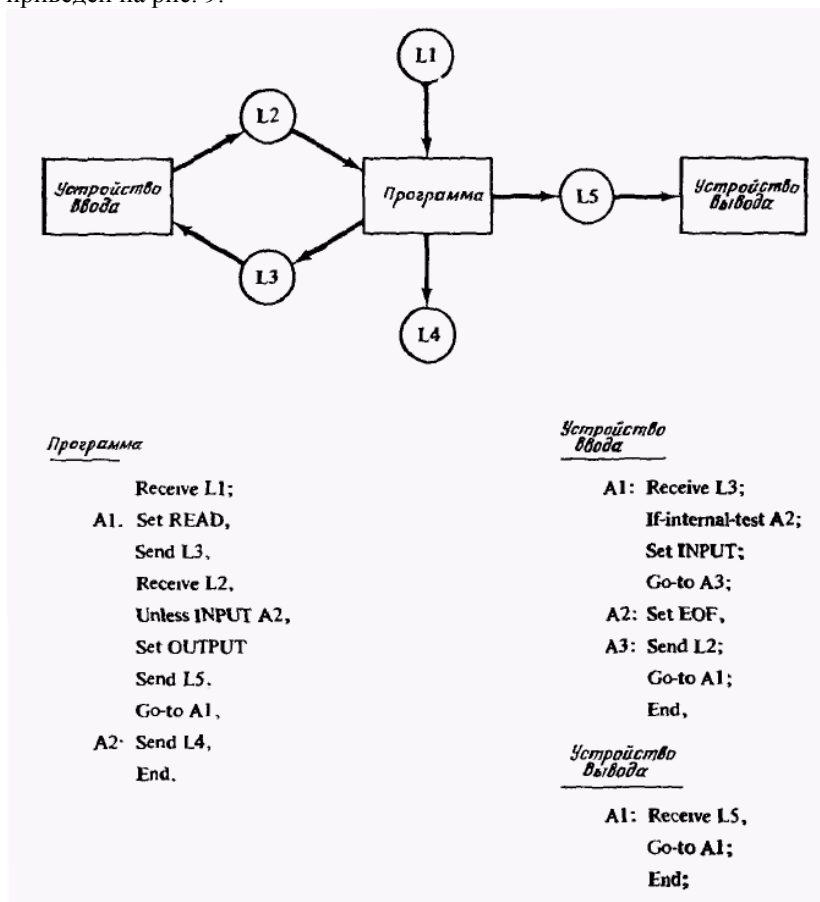 приведен на рис. 9.
L1
L2
Устройство
ввода
Программа
L5
Устройство
вывода
L3
L4
Программа
Receive L1;
A1. Set READ,
Send L3,
Receive L2,
Unless INPUT A2,
Set OUTPUT
Send L5.
Go-to A1,
A2· Send L4,
End.
Устройство
ввода
A1: Receive L3;
If-internal-test A2;
Set INPUT;
Go-to A3;
A2: Set EOF,
A3: Send L2;
Go-to A1;
End,
Устройство
вывода
A1: Receive L5,
Go-to A1;
End;